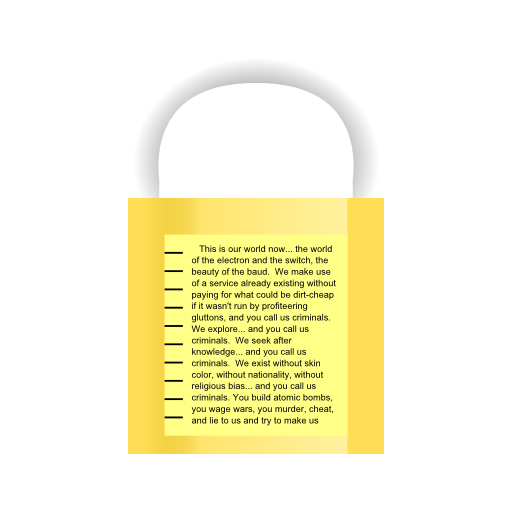 This is our world now... the world
of the electron and the switch, the
beauty of the baud.  We make use
of a service already existing without
paying for what could be dirt-cheap
if it wasn't run by profiteering
gluttons, and you call us criminals.
We explore... and you call us
criminals.  We seek after
knowledge... and you call us
criminals.  We exist without skin
color, without nationality, without
religious bias... and you call us
criminals. You build atomic bombs,
you wage wars, you murder, cheat,
and lie to us and try to make us